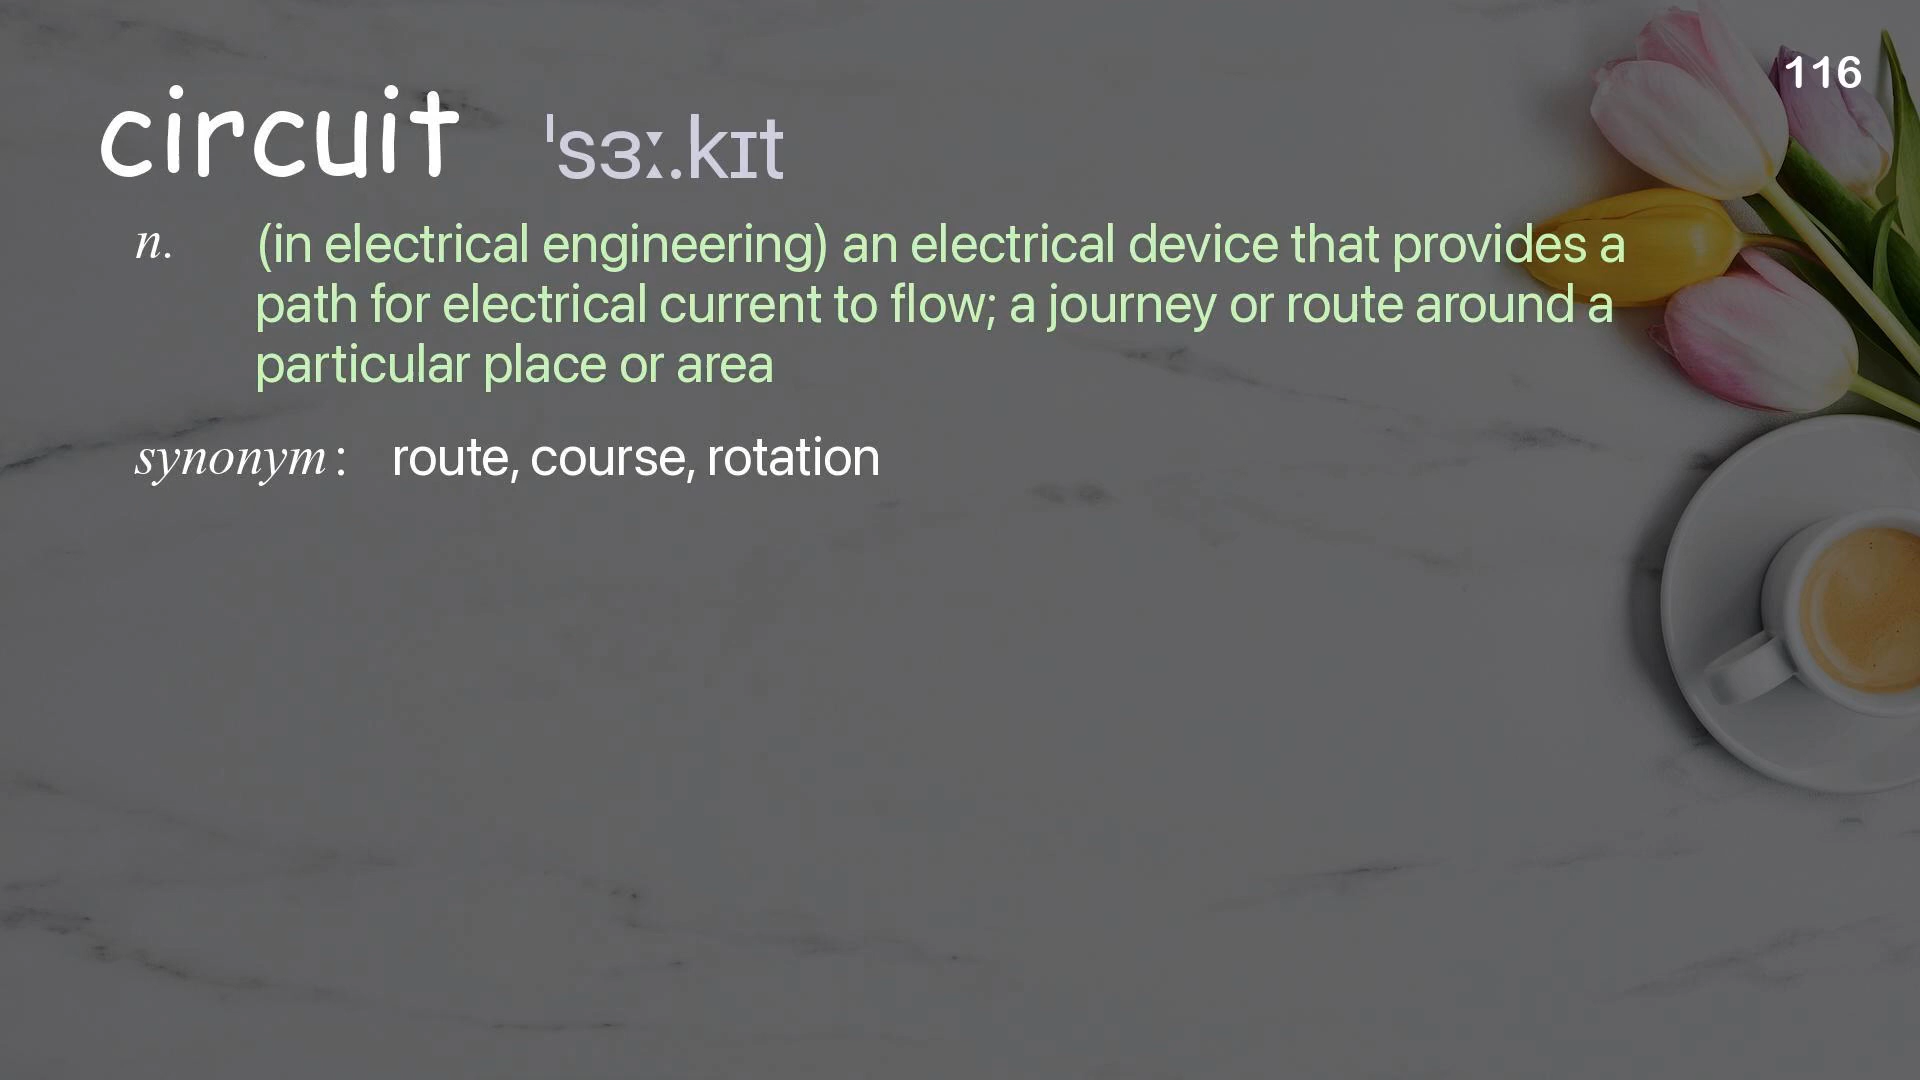 116
circuit ˈsɜː.kɪt
n. (in electrical engineering) an electrical device that provides a
path for electrical current to flow; a journey or route around a
particular place or area
synonym: route, course, rotation